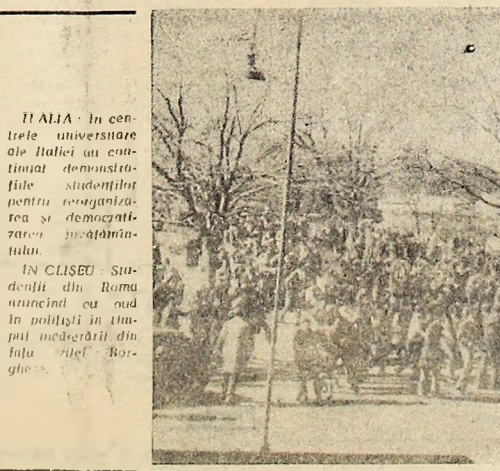 ITALIA · In cen-
trele universitare
ale Italiei au con-
tinuat demonstra-
țiile studenților
pentru reorganiza-
rea și democrati-
zarea învățămîn-
tului.
IN CLIȘEU : Stu-
denții din Roma
aruncînd cu ouă
în polițiști în tim-
pul încăierării din
fața vilei Bor-
ghese.